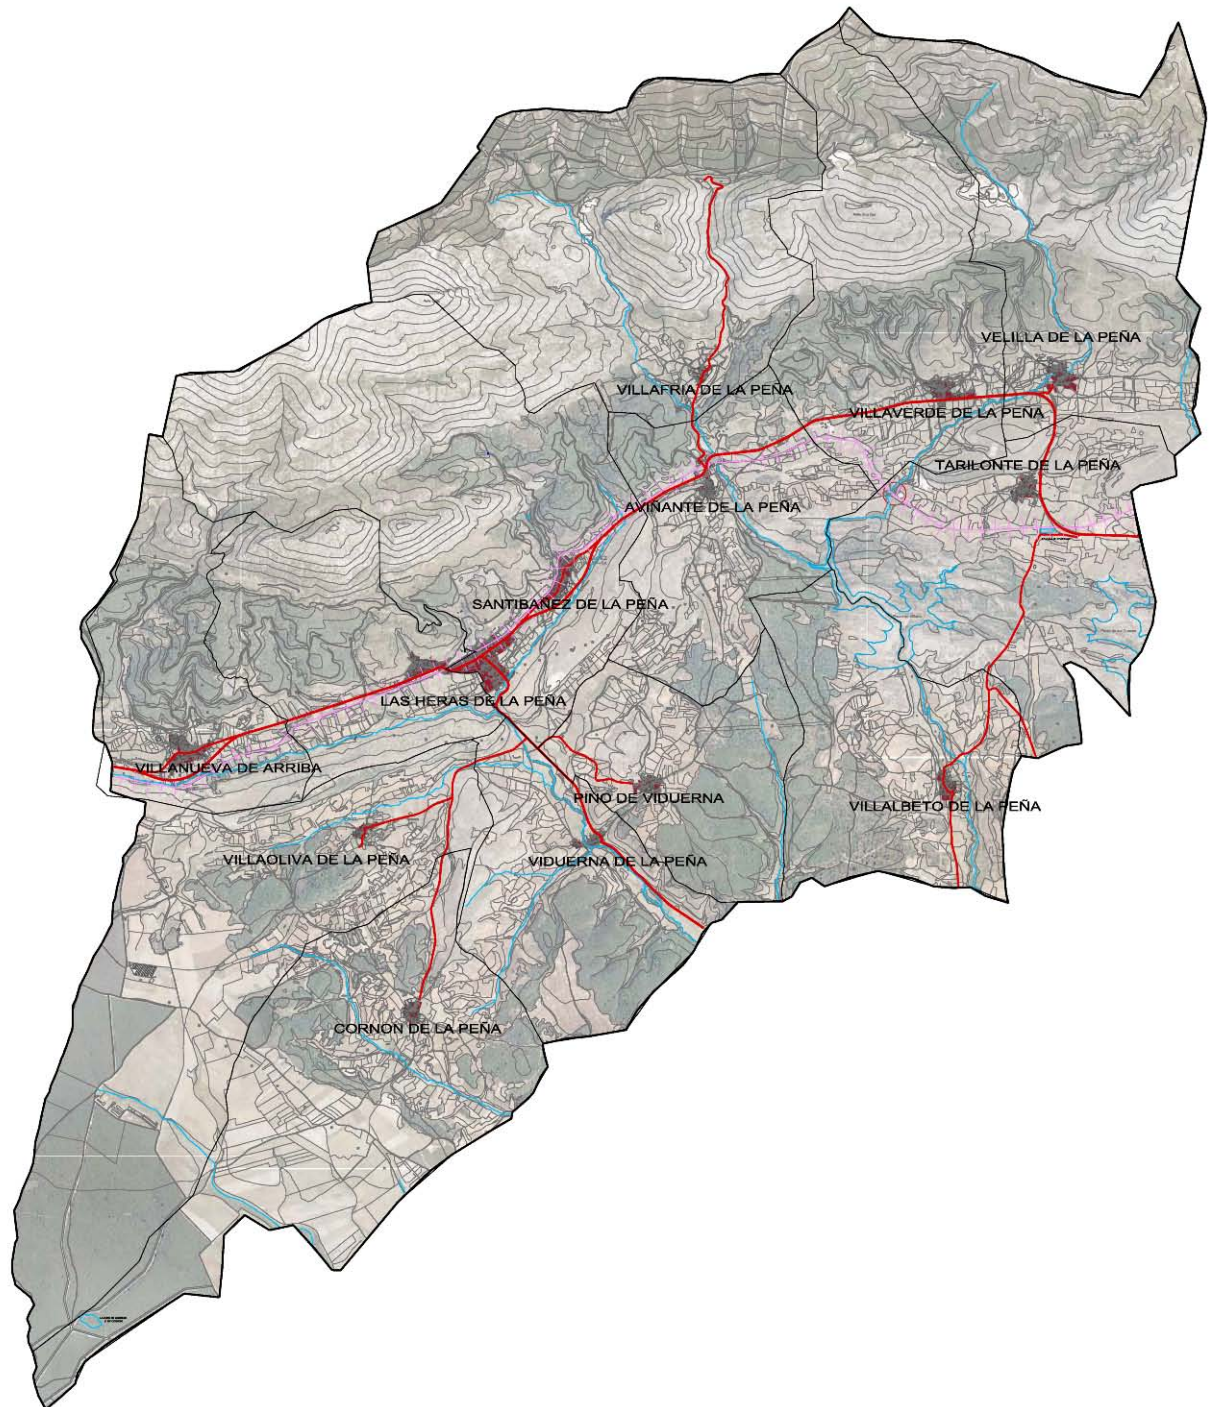 VELILLA DE LA PEÑA
VILLAFRIA DE LA PEÑA
VILLAVERDE DE LA PEÑA
TARILONTE DE LA PEÑA
AVIÑANTE DE LA PEÑA
SANTIBAÑEZ DE LA PEÑA
LAS HERAS DE LA PEÑA
VILLANUEVA DE ARRIBA
PINO DE VIDUERNA
VILLALBETO DE LA PEÑA
VILLAOLIVA DE LA PEÑA
VIDUERNA DE LA PEÑA
CORNON DE LA PEÑA